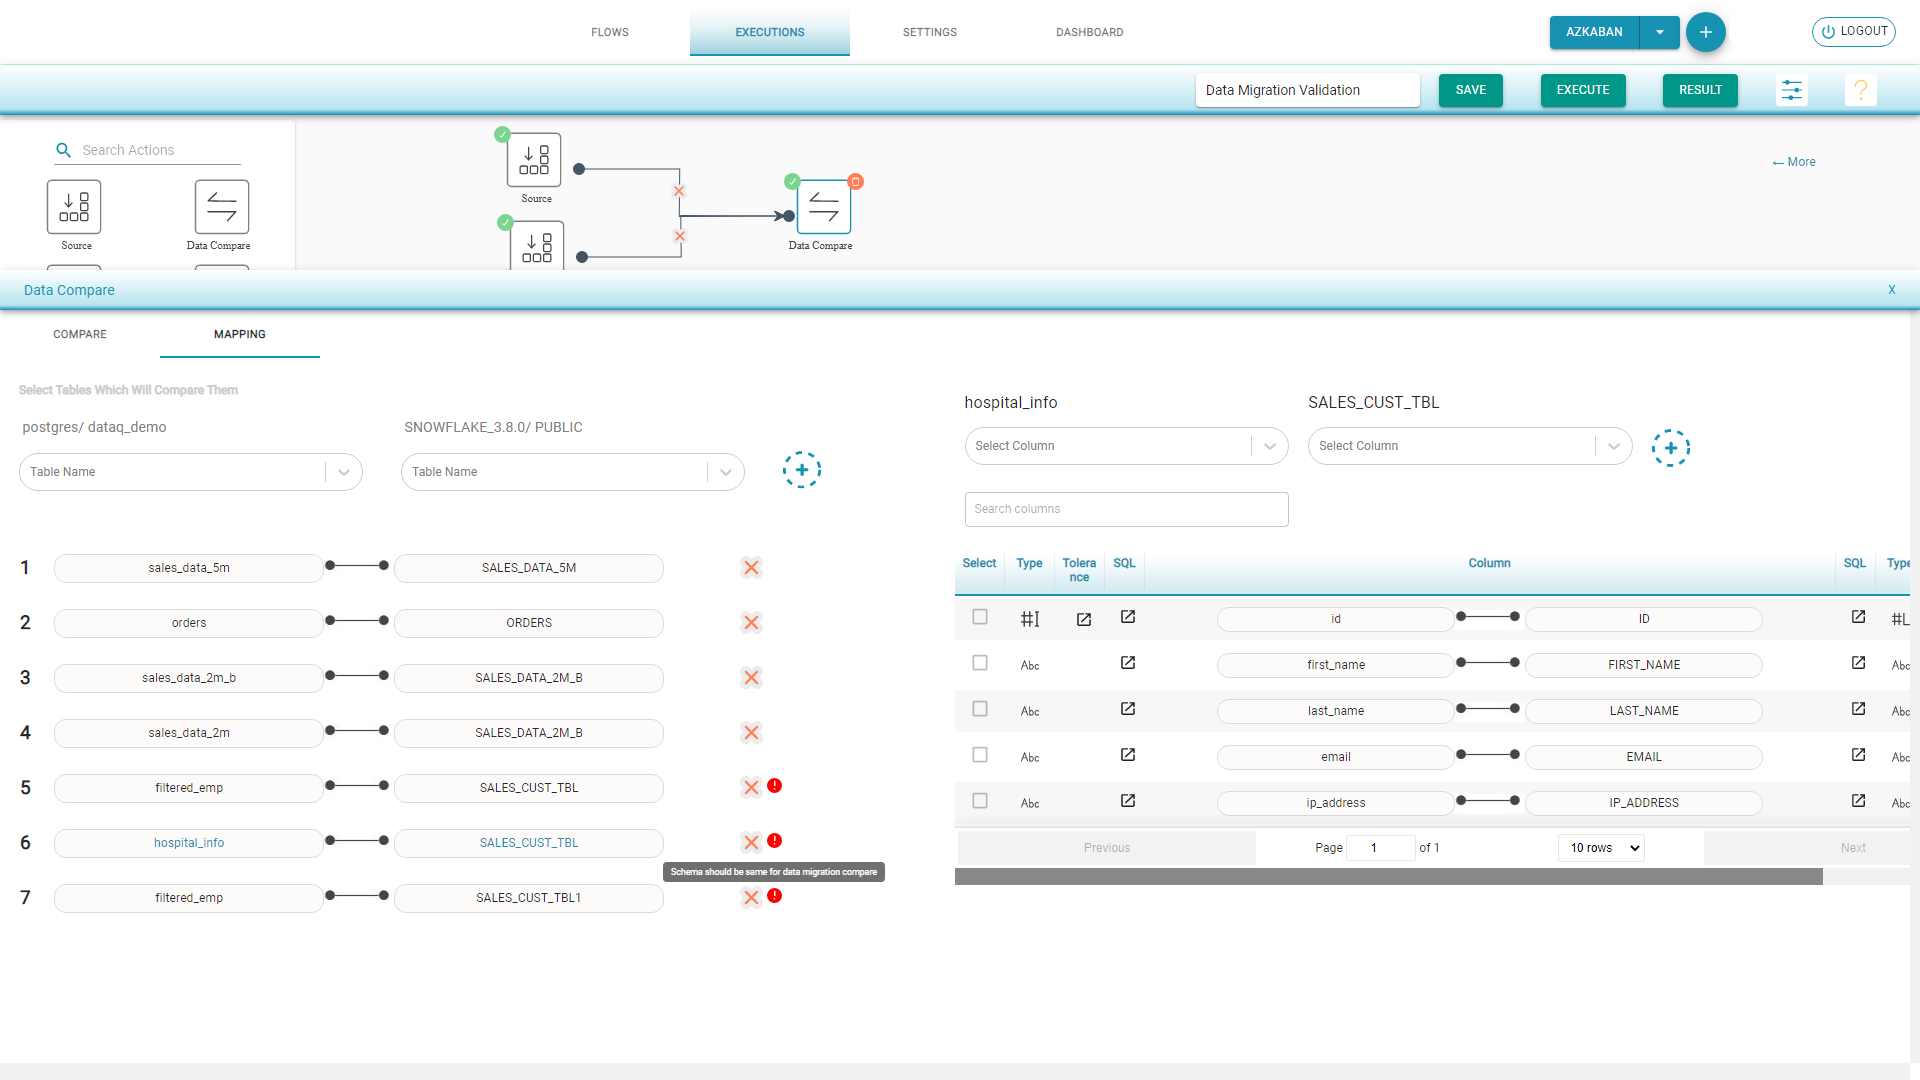 FLOWS
EXECUTIONS
SETTINGS
DASHBOARD
AZKABAN
LOGOUT
Data Migration Validation
SAVE
EXECUTE
RESULT
Search Actions
Source
Data Compare
Source
Data Compare
← More
Data Compare
X
COMPARE
MAPPING
Select Tables Which Will Compare Them
postgres/ dataq_demo
SNOWFLAKE_3.8.0/ PUBLIC
Table Name
Table Name
1 sales_data_5m SALES_DATA_5M
2 orders ORDERS
3 sales_data_2m_b SALES_DATA_2M_B
4 sales_data_2m SALES_DATA_2M_B
5 filtered_emp SALES_CUST_TBL
6 hospital_info SALES_CUST_TBL
Schema should be same for data migration compare
7 filtered_emp SALES_CUST_TBL1
hospital_info
SALES_CUST_TBL
Select Column
Select Column
Search columns
Select Type Tolera SQL Column SQL Type
nce
#I id ID #L
Abc first_name FIRST_NAME Abc
Abc last_name LAST_NAME Abc
Abc email EMAIL Abc
Abc ip_address IP_ADDRESS Abc
Previous Page 1 of 1 10 rows Next